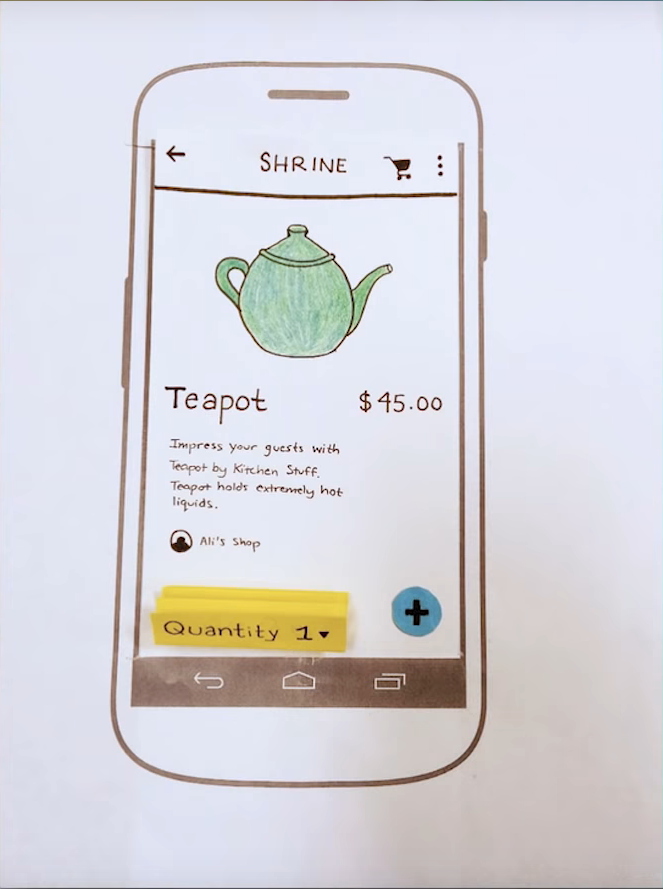 SHRINE
Teapot
$45.00
Impress your guests with
Teapot by Kitchen Stuff.
Teapot holds extremely hot
liquids.
Ali's Shop
Quantity 1